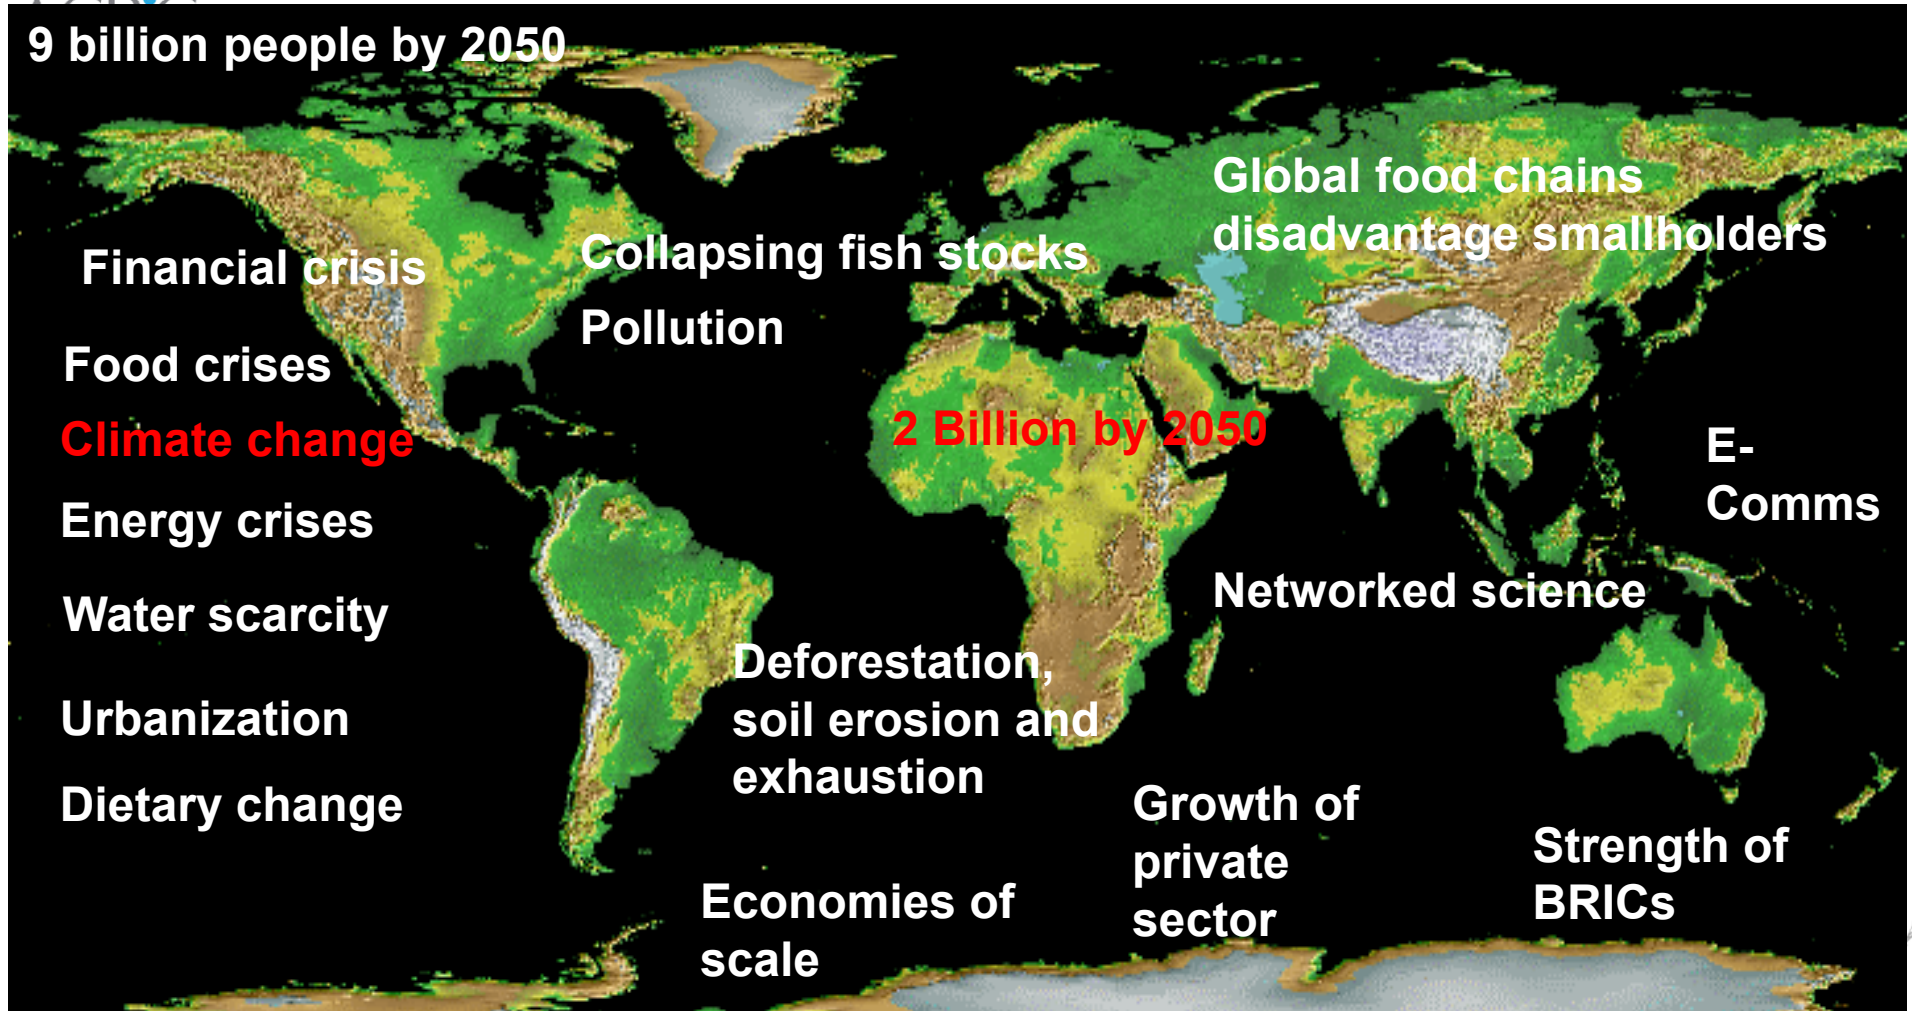 9 billion people by 2050
Global food chains
disadvantage smallholders
Financial crisis
Collapsing fish stocks
Pollution
Food crises
Climate change
2 Billion by 2050
E-
Comms
Energy crises
Networked science
Water scarcity
Deforestation,
soil erosion and
exhaustion
Urbanization
Dietary change
Growth of
private
sector
Strength of
BRICs
Economies of
scale